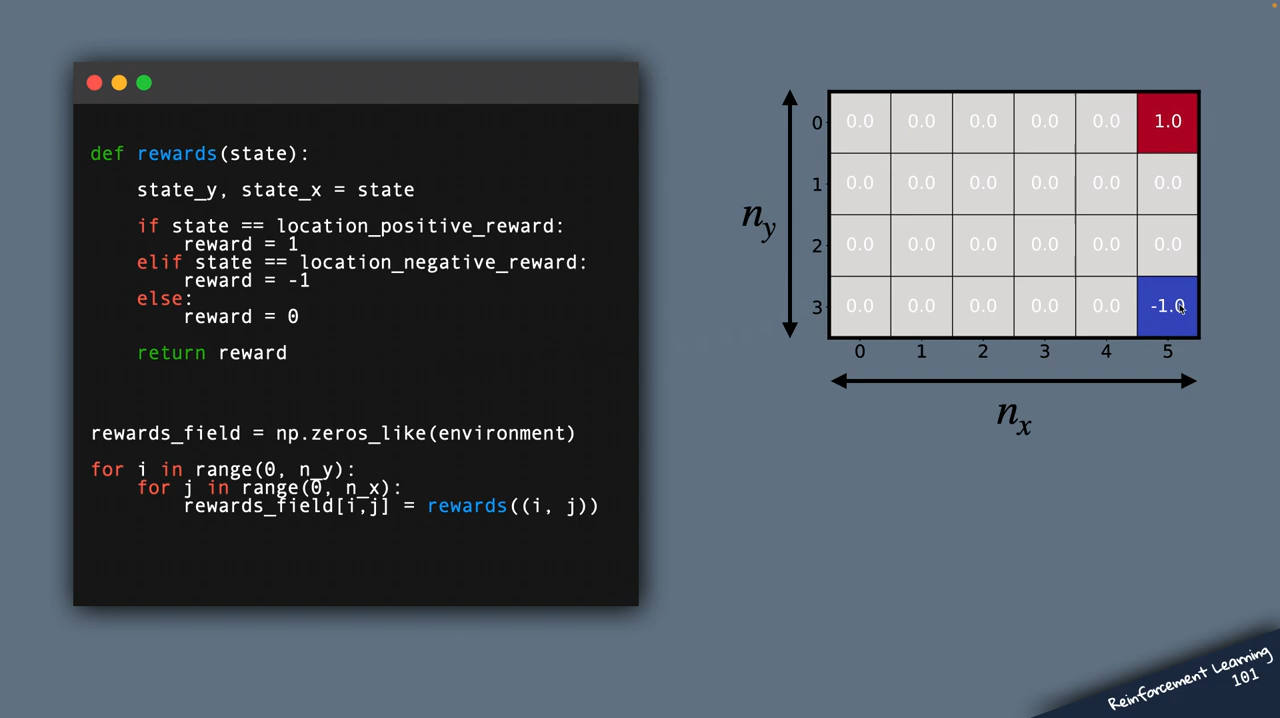 def rewards(state):
state_y, state_x = state
if state == location_positive_reward:
reward = 1
elif state == location_negative_reward:
reward = -1
else:
reward = 0
return reward
rewards_field = np.zeros_like(environment)
for i in range(0, n_y):
for j in range(0, n_x):
rewards_field[i,j] = rewards((i, j))
0 0.0 0.0 0.0 0.0 0.0 1.0
1 0.0 0.0 0.0 0.0 0.0 0.0
n_y
2 0.0 0.0 0.0 0.0 0.0 0.0
3 0.0 0.0 0.0 0.0 0.0 -1.0
0 1 2 3 4 5
n_x
Reinforcement Learning
101